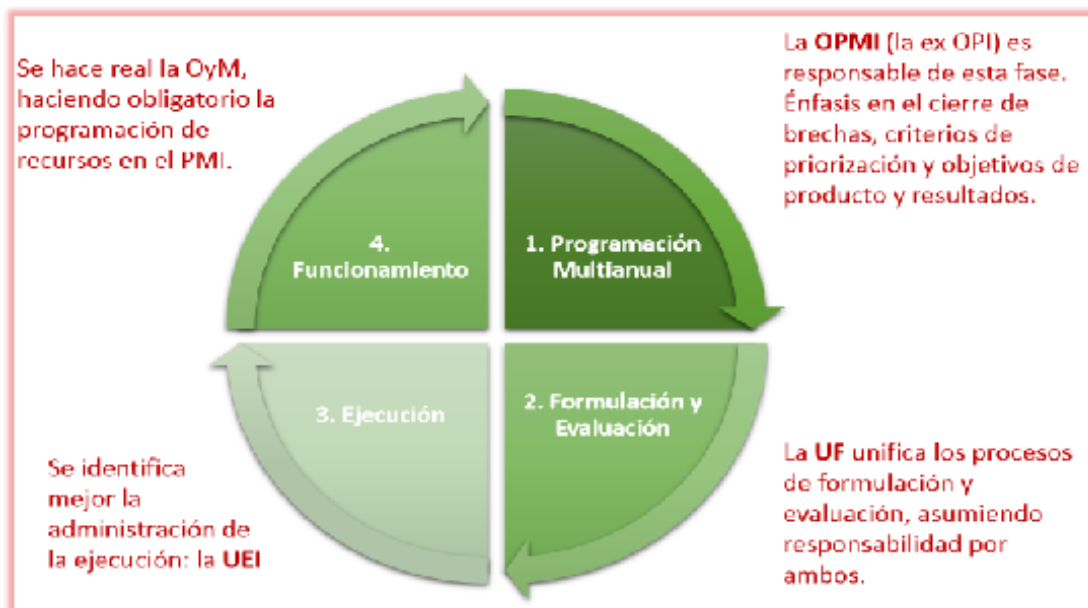 Se hace real la OyM,
haciendo obligatorio la
programación de
recursos en el PMI.
La OPMI (la ex OPI) es
responsable de esta fase.
Énfasis en el cierre de
brechas, criterios de
priorización y objetivos de
producto y resultados.
4.
Funcionamiento
1. Programación
Multianual
3. Ejecución
2. Formulación y
Evaluación
Se identifica
mejor la
administración de
la ejecución: la UEI
La UF unifica los procesos
de formulación y
evaluación, asumiendo
responsabilidad por
ambos.